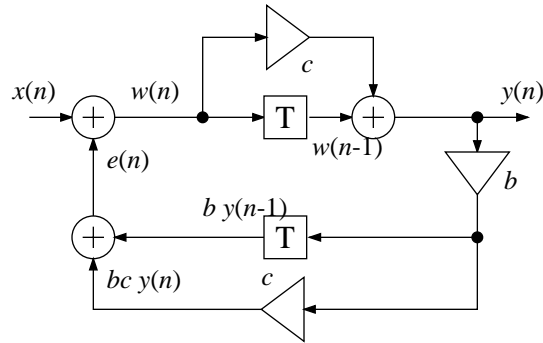 c
x(n) + w(n) T w(n-1) + y(n)
e(n)
b
b y(n-1)
+ T
bc y(n)
c